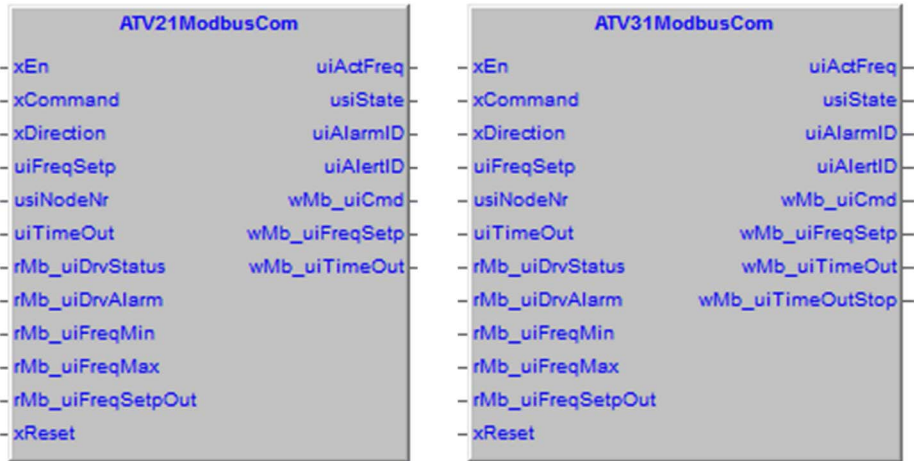 ATV21ModbusCom
xEn uiActFreq
xCommand usiState
xDirection uiAlarmID
uiFreqSetp uiAlertID
usiNodeNr wMb_uiCmd
uiTimeOut wMb_uiFreqSetp
rMb_uiDrvStatus wMb_uiTimeOut
rMb_uiDrvAlarm
rMb_uiFreqMin
rMb_uiFreqMax
rMb_uiFreqSetpOut
xReset
ATV31ModbusCom
xEn uiActFreq
xCommand usiState
xDirection uiAlarmID
uiFreqSetp uiAlertID
usiNodeNr wMb_uiCmd
uiTimeOut wMb_uiFreqSetp
rMb_uiDrvStatus wMb_uiTimeOut
rMb_uiDrvAlarm wMb_uiTimeOutStop
rMb_uiFreqMin
rMb_uiFreqMax
rMb_uiFreqSetpOut
xReset